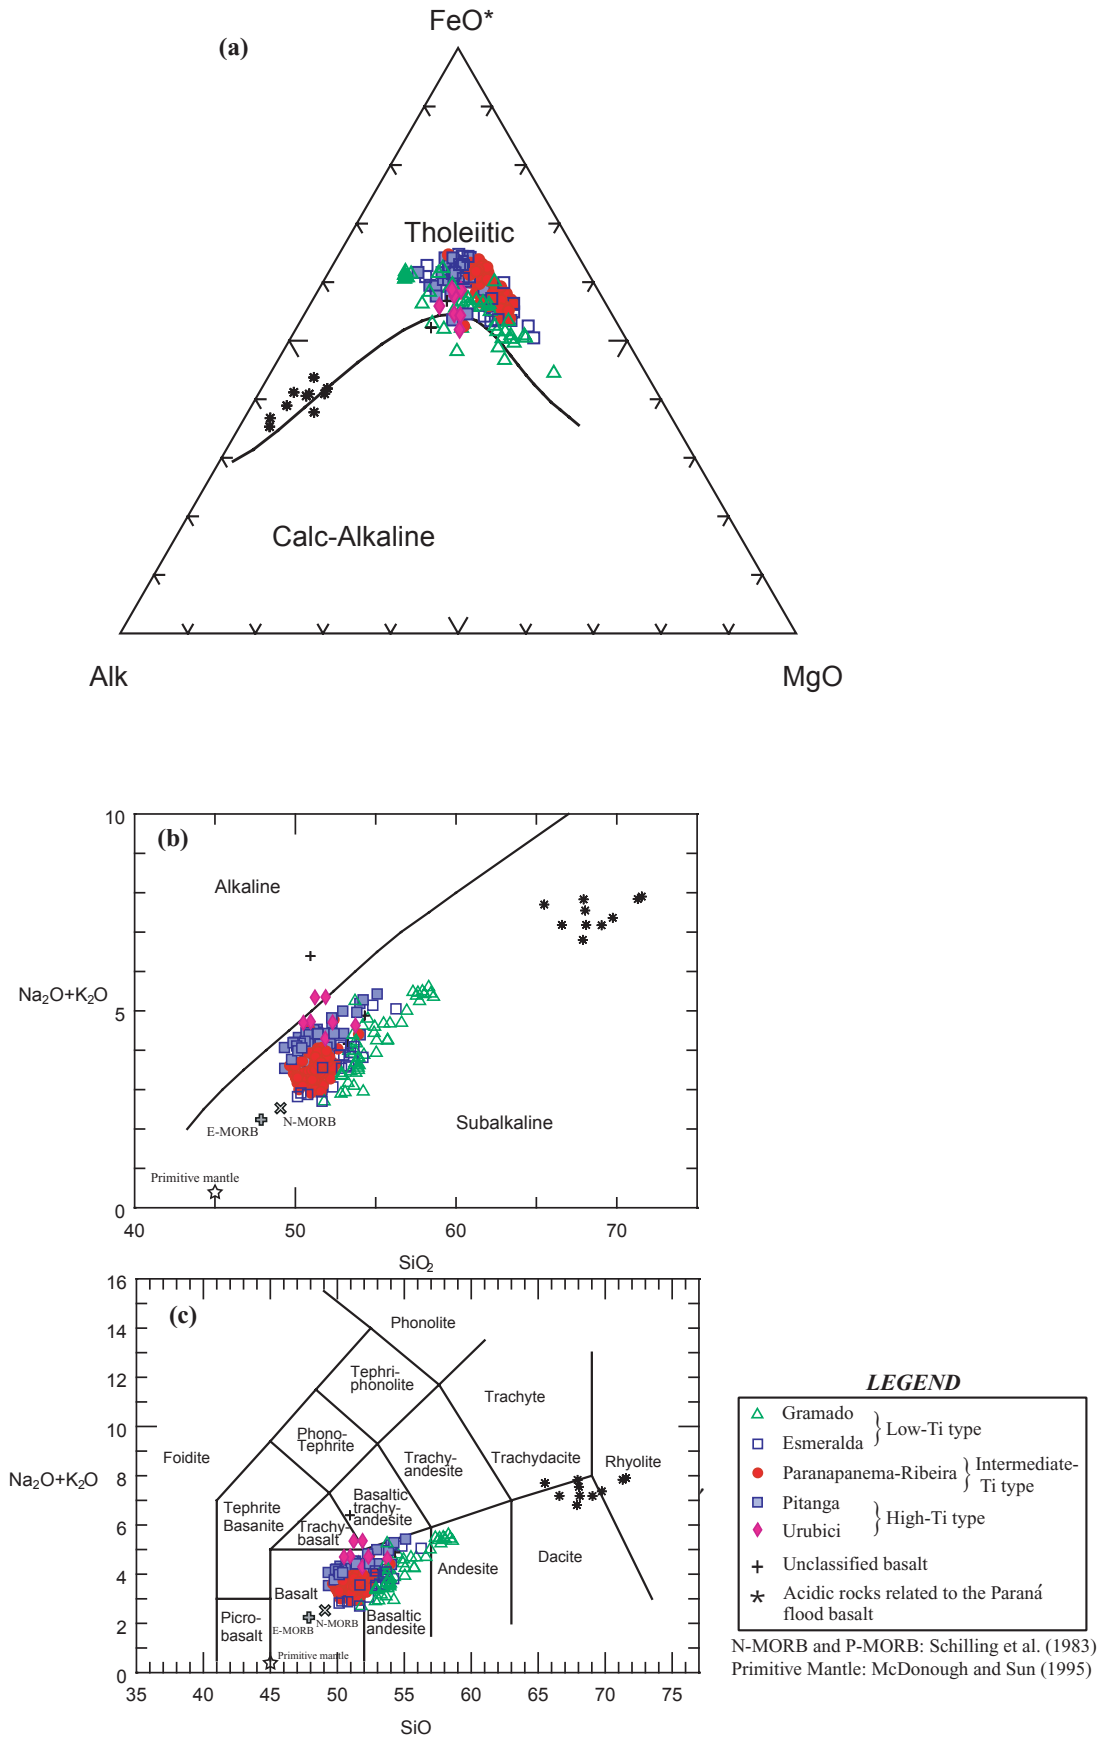 FeO*
(a)
Tholeiitic
Calc-Alkaline
Alk
MgO
10
(b)
Alkaline
Na₂O+K₂O
5
N-MORB
E-MORB
Subalkaline
Primitive mantle
0
40
50
60
70
SiO₂
16
(c)
Phonolite
14
Tephri-
phonolite
12
Trachyte
10
Phono-
Tephrite
Foidite
Trachy-
andesite
Trachydacite
Rhyolite
Na₂O+K₂O
8
Basaltic
trachy-
andesite
Tephrite
Basanite
6
Trachy-
basalt
Andesite
Dacite
4
Basalt
2
Picro-
basalt
E-MORB
N-MORB
Basaltic
andesite
Primitive mantle
0
35
40
45
50
55
60
65
70
75
SiO
LEGEND
Gramado
Esmeralda
Low-Ti type
Paranapanema-Ribeira
Intermediate-
Ti type
Pitanga
Urubici
High-Ti type
Unclassified basalt
Acidic rocks related to the Paraná
flood basalt
N-MORB and P-MORB: Schilling et al. (1983)
Primitive Mantle: McDonough and Sun (1995)